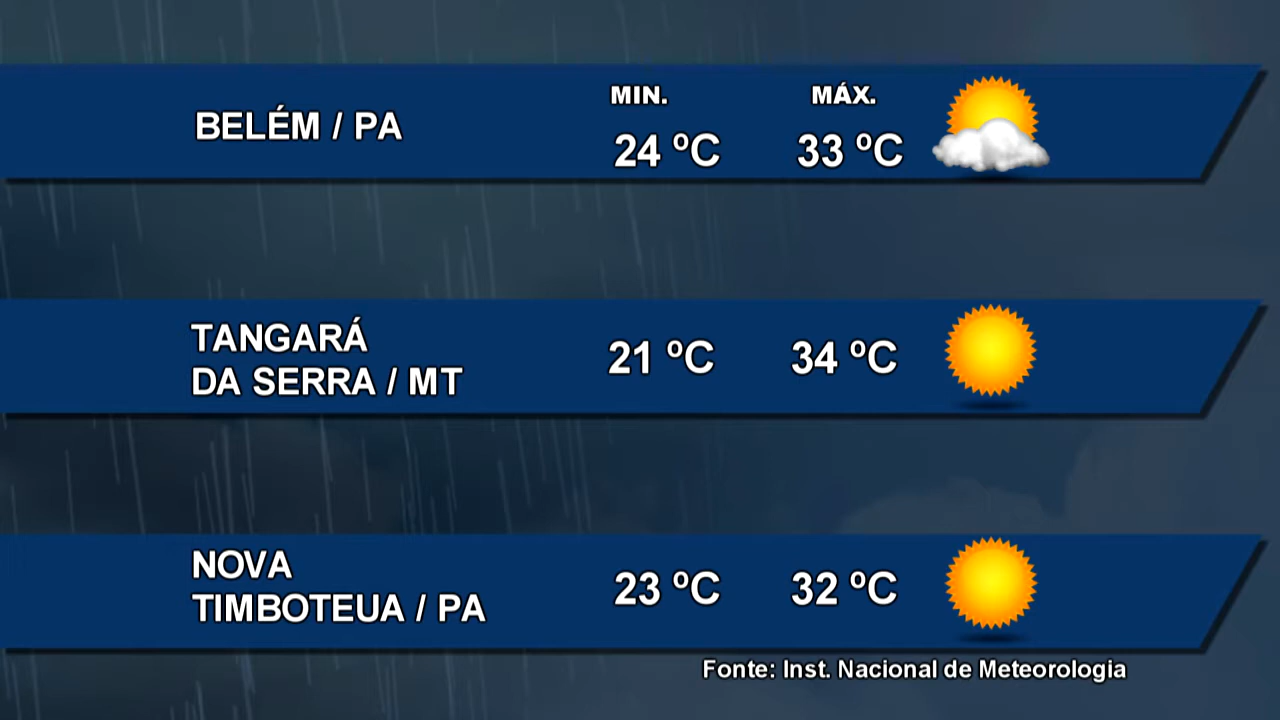 MIN. MÁX.
BELÉM / PA 24 ºC 33 ºC
TANGARÁ
DA SERRA / MT 21 ºC 34 ºC
NOVA
TIMBOTEUA / PA 23 ºC 32 ºC
Fonte: Inst. Nacional de Meteorologia